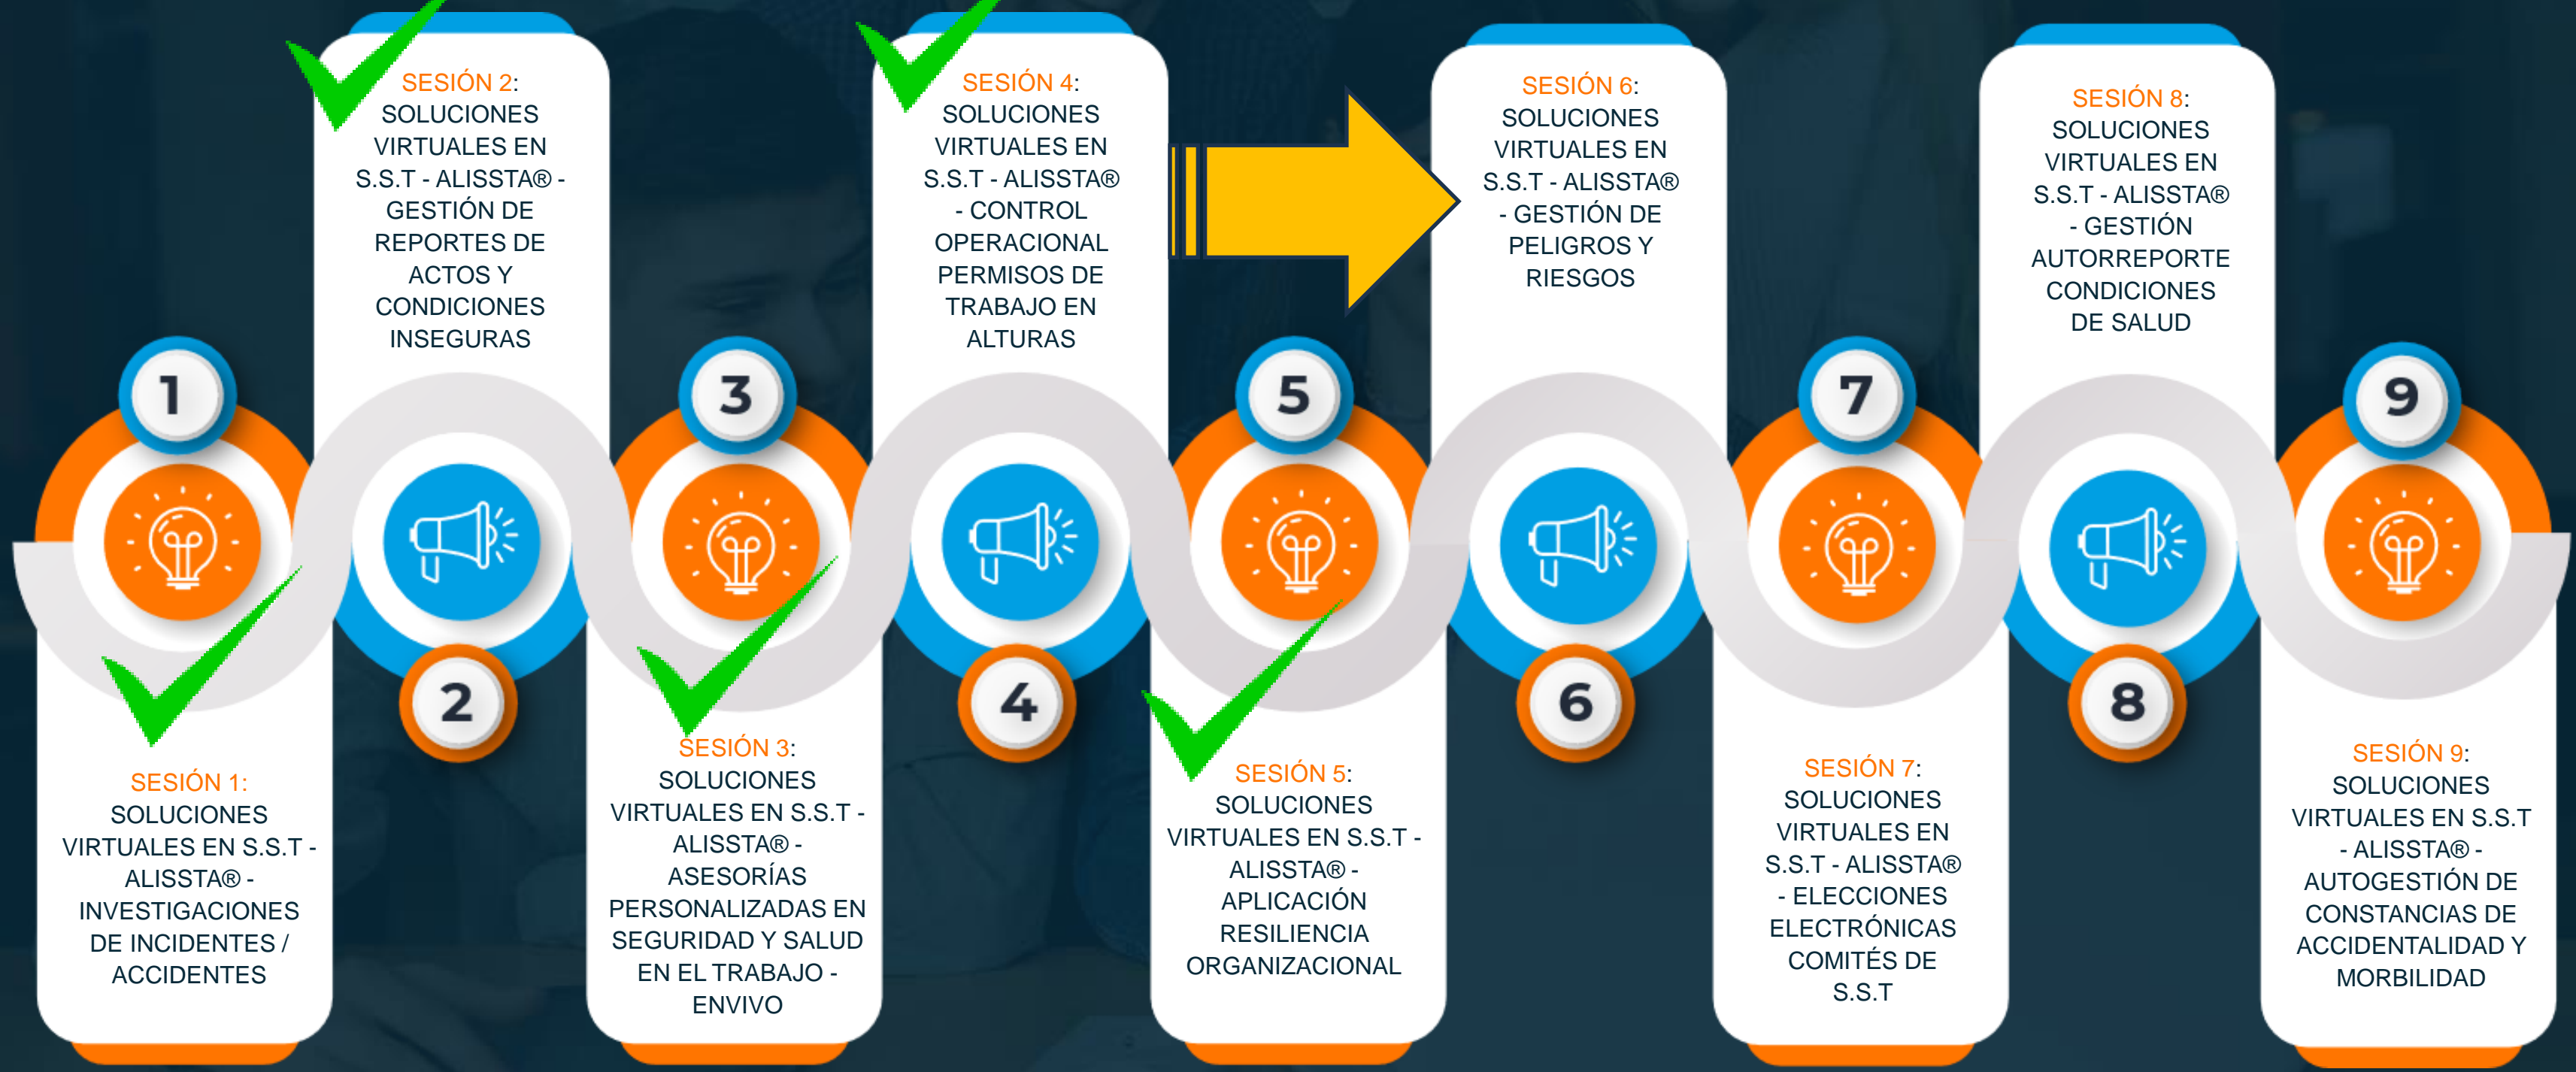 1
SESIÓN 1:
SOLUCIONES
VIRTUALES EN S.S.T -
ALISSTA® -
INVESTIGACIONES
DE INCIDENTES /
ACCIDENTES
SESIÓN 2:
SOLUCIONES
VIRTUALES EN
S.S.T - ALISSTA® -
GESTIÓN DE
REPORTES DE
ACTOS Y
CONDICIONES
INSEGURAS
2
3
SESIÓN 3:
SOLUCIONES
VIRTUALES EN S.S.T -
ALISSTA® -
ASESORÍAS
PERSONALIZADAS EN
SEGURIDAD Y SALUD
EN EL TRABAJO -
ENVIVO
SESIÓN 4:
SOLUCIONES
VIRTUALES EN
S.S.T - ALISSTA®
- CONTROL
OPERACIONAL
PERMISOS DE
TRABAJO EN
ALTURAS
4
5
SESIÓN 5:
SOLUCIONES
VIRTUALES EN S.S.T -
ALISSTA® -
APLICACIÓN
RESILIENCIA
ORGANIZACIONAL
SESIÓN 6:
SOLUCIONES
VIRTUALES EN
S.S.T - ALISSTA®
- GESTIÓN DE
PELIGROS Y
RIESGOS
6
7
SESIÓN 7:
SOLUCIONES
VIRTUALES EN
S.S.T - ALISSTA®
- ELECCIONES
ELECTRÓNICAS
COMITÉS DE
S.S.T
SESIÓN 8:
SOLUCIONES
VIRTUALES EN
S.S.T - ALISSTA®
- GESTIÓN
AUTORREPORTE
CONDICIONES
DE SALUD
8
9
SESIÓN 9:
SOLUCIONES
VIRTUALES EN S.S.T
- ALISSTA® -
AUTOGESTIÓN DE
CONSTANCIAS DE
ACCIDENTALIDAD Y
MORBILIDAD